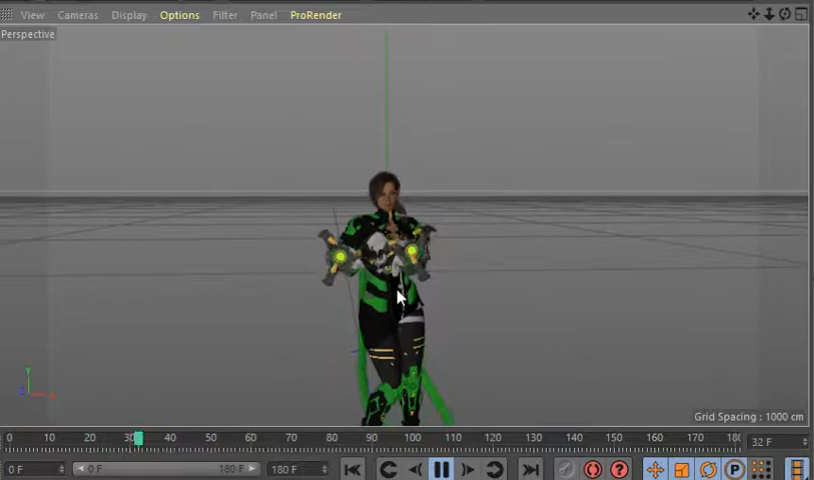 View Cameras Display Options Filter Panel ProRender
Perspective
Y
Z X
Grid Spacing : 1000 cm
0 10 20 30 40 50 60 70 80 90 100 110 120 130 140 150 160 170 180 32 F
0 F 0 F 180 F 180 F ? P